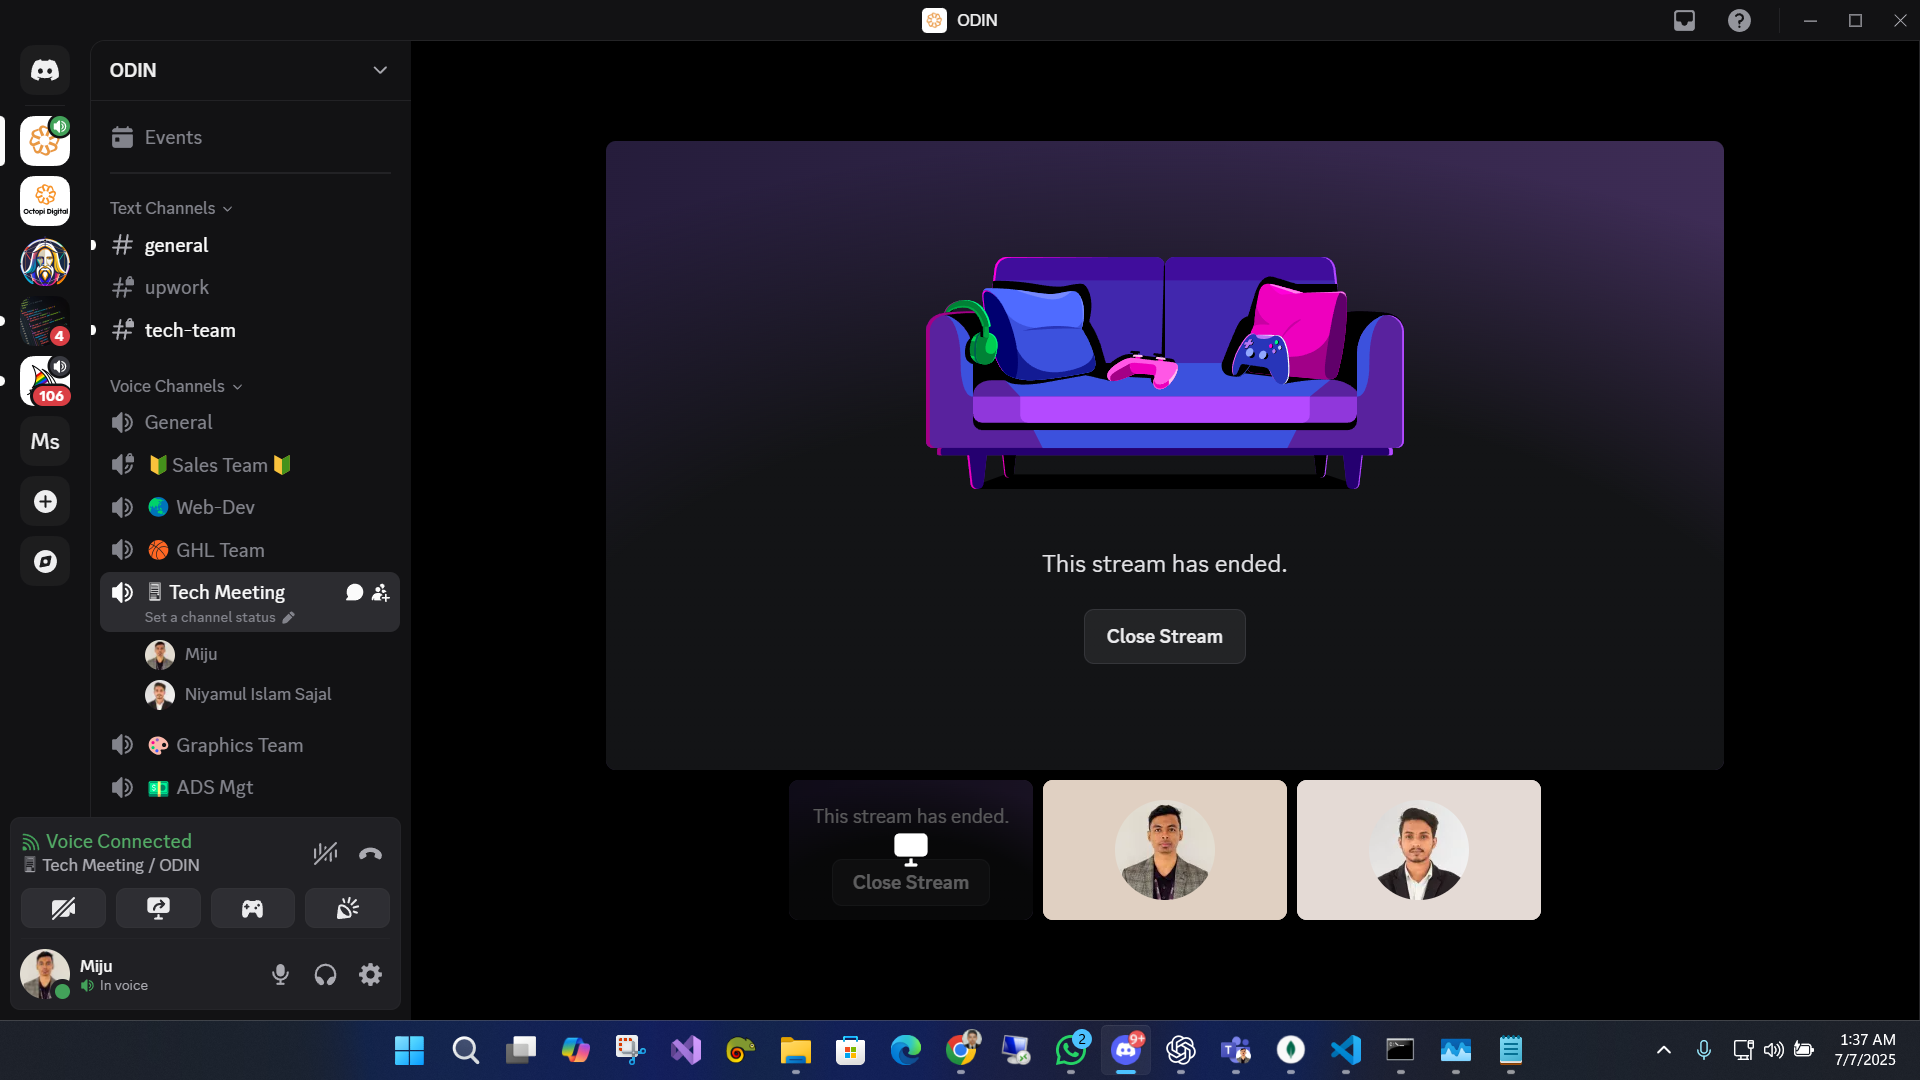 ODIN
ODIN
Events
Text Channels
general
upwork
tech-team
Voice Channels
General
Sales Team
Web-Dev
GHL Team
Tech Meeting
Set a channel status
Miju
Niyamul Islam Sajal
Graphics Team
ADS Mgt
Octopi Digital
4
106
Ms
Voice Connected
Tech Meeting / ODIN
Miju
In voice
This stream has ended.
Close Stream
This stream has ended.
Close Stream
2
9+
1:37 AM
7/7/2025